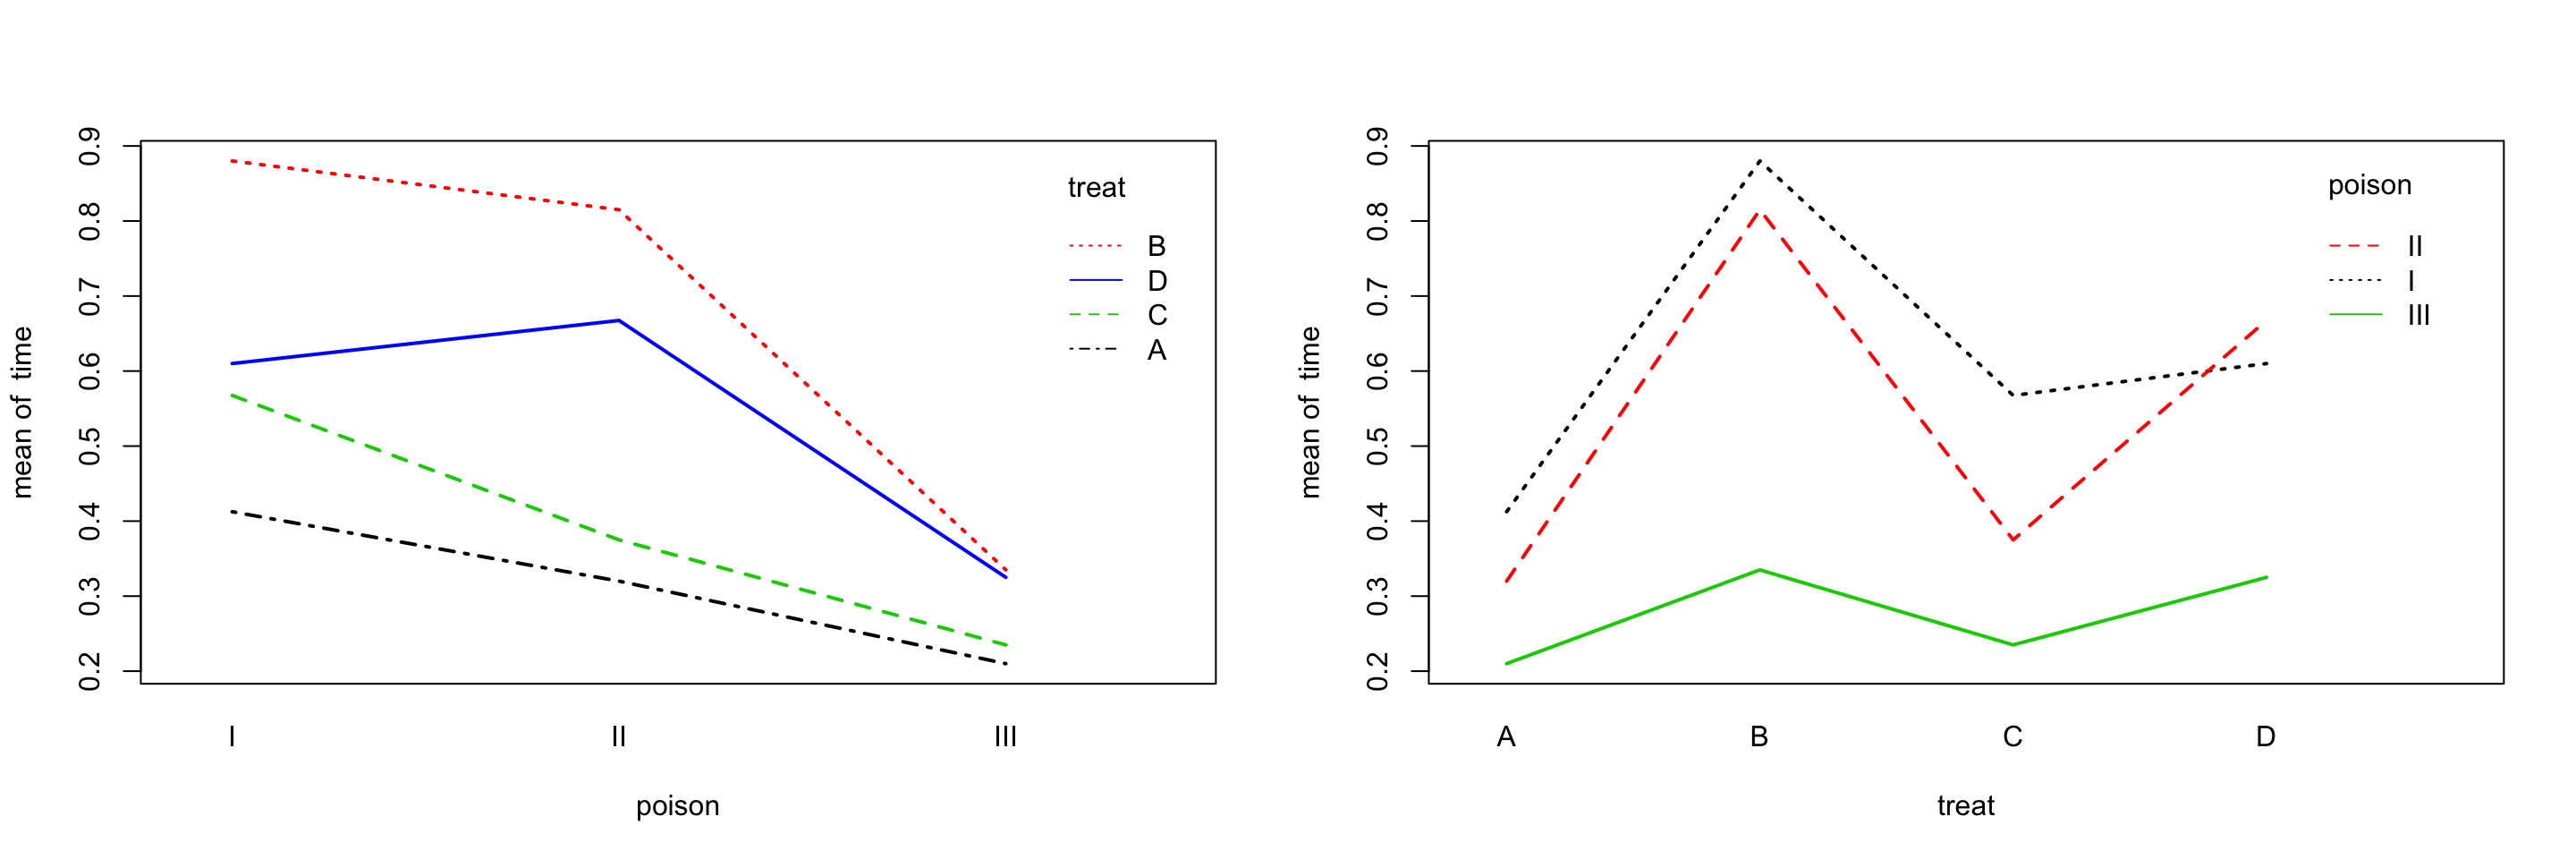 mean of time
0.9
0.8
0.7
0.6
0.5
0.4
0.3
0.2
treat
B
D
C
A
I II III
poison
mean of time
0.9
0.8
0.7
0.6
0.5
0.4
0.3
0.2
poison
II
I
III
A B C D
treat